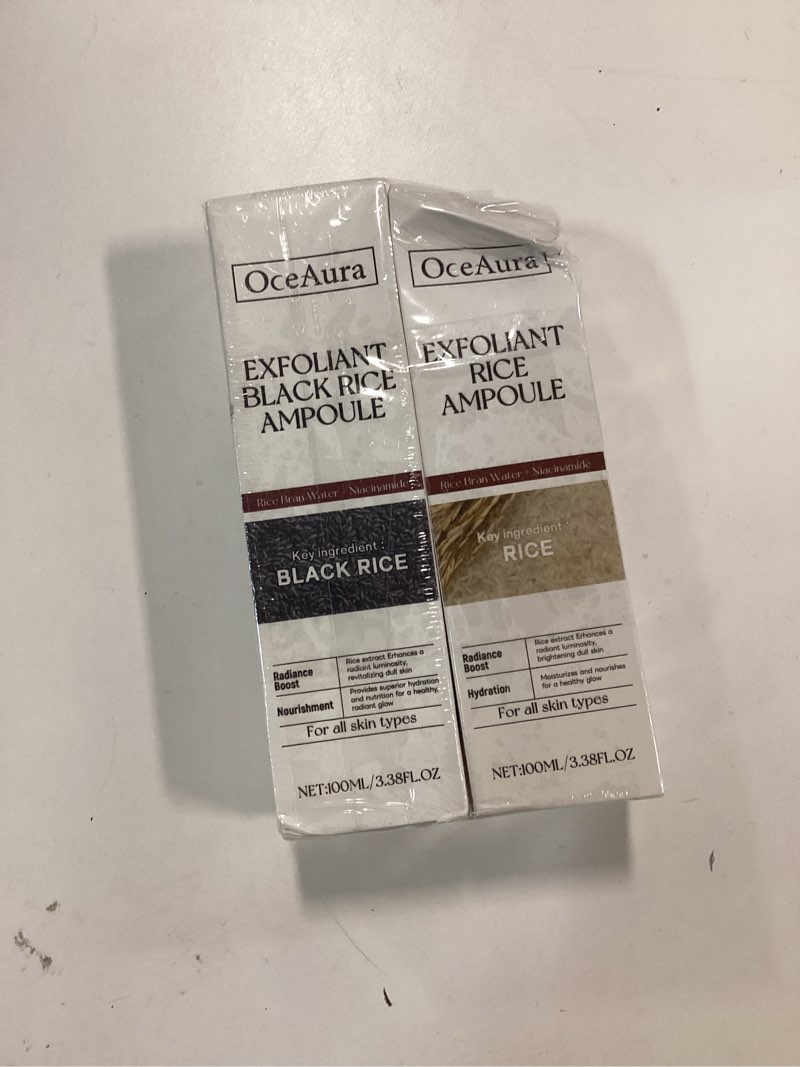 OceAura
EXFOLIANT
BLACK RICE
AMPOULE
Rice Bran Water + Niacinamide
Key ingredient :
BLACK RICE
Radiance
Boost
Rice extract Enhances a
radiant luminosity,
revitalizing dull skin
Nourishment
Provides superior hydration
and nutrition for a healthy,
radiant glow
For all skin types
NET:100ML/3.38FL.OZ
OceAura
EXFOLIANT
RICE
AMPOULE
Rice Bran Water + Niacinamide
Key ingredient :
RICE
Radiance
Boost
Rice extract Enhances a
radiant luminosity,
brightening dull skin
Hydration
Moisturizes and nourishes
for a healthy glow
For all skin types
NET:100ML/3.38FL.OZ